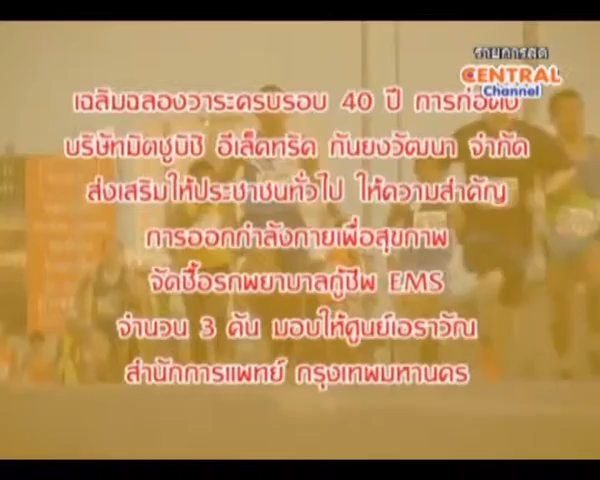 รายการสด
CENTRAL
Channel
เฉลิมฉลองวาระครบรอบ 40 ปี การก่อตั้ง
บริษัทมิตซูบิชิ อีเล็คทริค กันยงวัฒนา จำกัด
ส่งเสริมให้ประชาชนทั่วไป ให้ความสำคัญ
การออกกำลังกายเพื่อสุขภาพ
จัดซื้อรถพยาบาลกู้ชีพ EMS
จำนวน 3 คัน มอบให้ศูนย์เอราวัณ
สำนักการแพทย์ กรุงเทพมหานคร